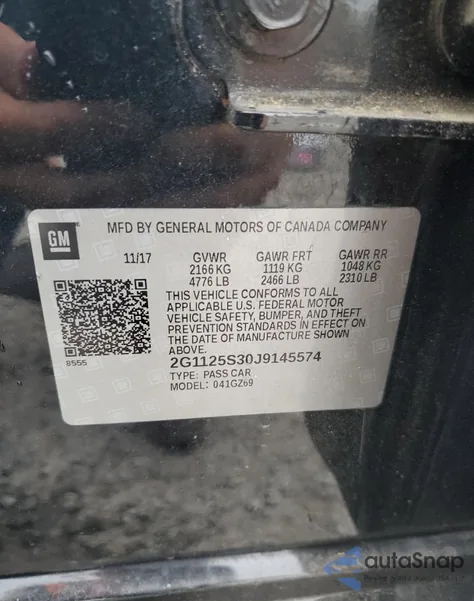 GM
MFD BY GENERAL MOTORS OF CANADA COMPANY
11/17 GVWR GAWR FRT GAWR RR
2166 KG 1119 KG 1048 KG
4776 LB 2466 LB 2310 LB
THIS VEHICLE CONFORMS TO ALL
APPLICABLE U.S. FEDERAL MOTOR
VEHICLE SAFETY, BUMPER, AND THEFT
PREVENTION STANDARDS IN EFFECT ON
THE DATE OF MANUFACTURE SHOWN
ABOVE.
8555
2G1125S30J9145574
TYPE: PASS CAR
MODEL: 041GZ69
autoSnap